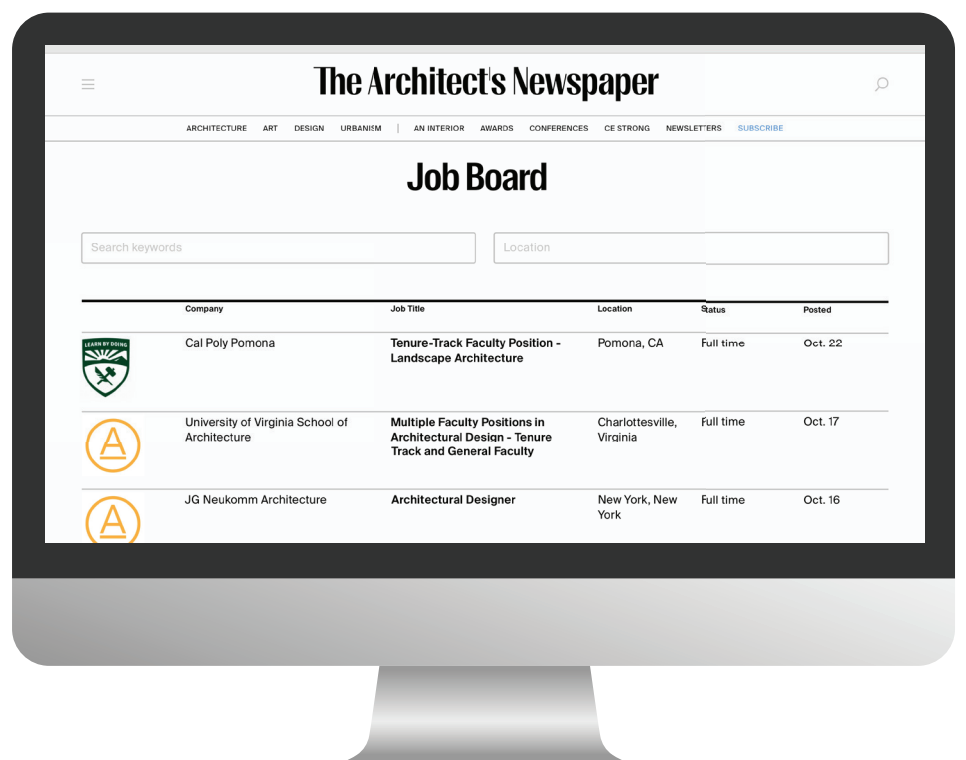 The Architect's Newspaper
ARCHITECTURE ART DESIGN URBANISM | AN INTERIOR AWARDS CONFERENCES CE STRONG NEWSLETTERS SUBSCRIBE
Job Board
Search keywords Location
Company Job Title Location Status Posted
LEARN BY DOING
Cal Poly Pomona Tenure-Track Faculty Position - Pomona, CA Full time Oct. 22
Landscape Architecture
University of Virginia School of Multiple Faculty Positions in Charlottesville, Full time Oct. 17
Architecture Architectural Design - Tenure Virginia
Track and General Faculty
A
JG Neukomm Architecture Architectural Designer New York, New Full time Oct. 16
York
A